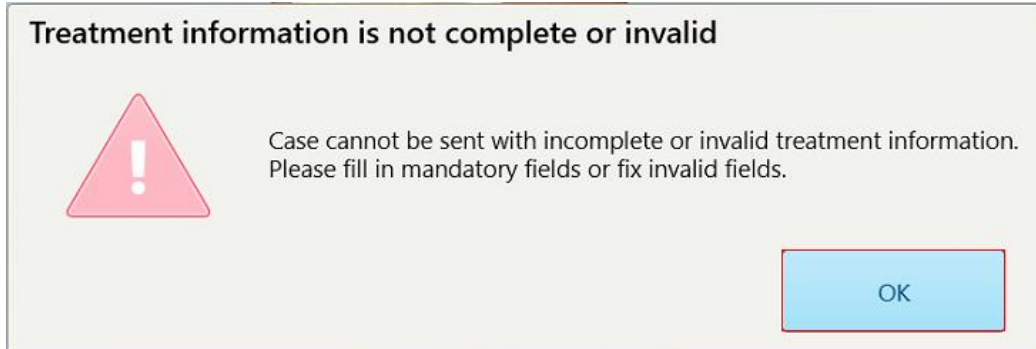 Treatment information is not complete or invalid
Case cannot be sent with incomplete or invalid treatment information.
Please fill in mandatory fields or fix invalid fields.
OK